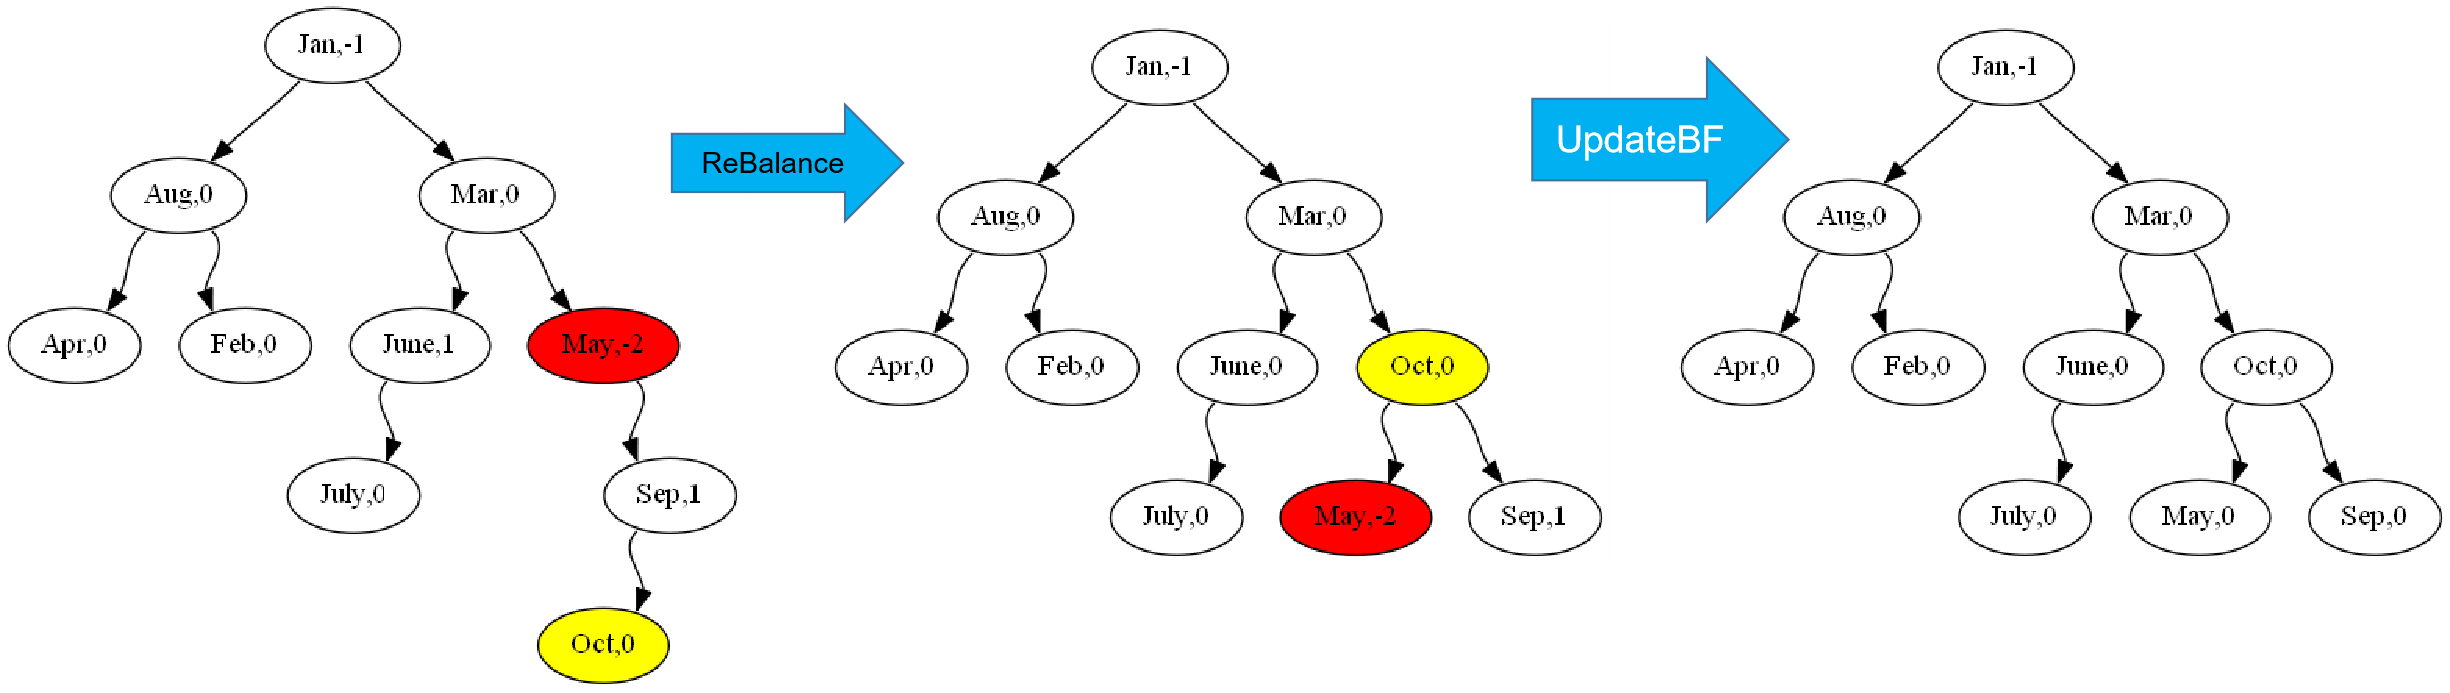 Jan,-1
Aug,0
Mar,0
Apr,0
Feb,0
June,1
May,-2
July,0
Sep,1
Oct,0
ReBalance
Jan,-1
Aug,0
Mar,0
Apr,0
Feb,0
June,0
Oct,0
July,0
May,-2
Sep,1
UpdateBF
Jan,-1
Aug,0
Mar,0
Apr,0
Feb,0
June,0
Oct,0
July,0
May,0
Sep,0